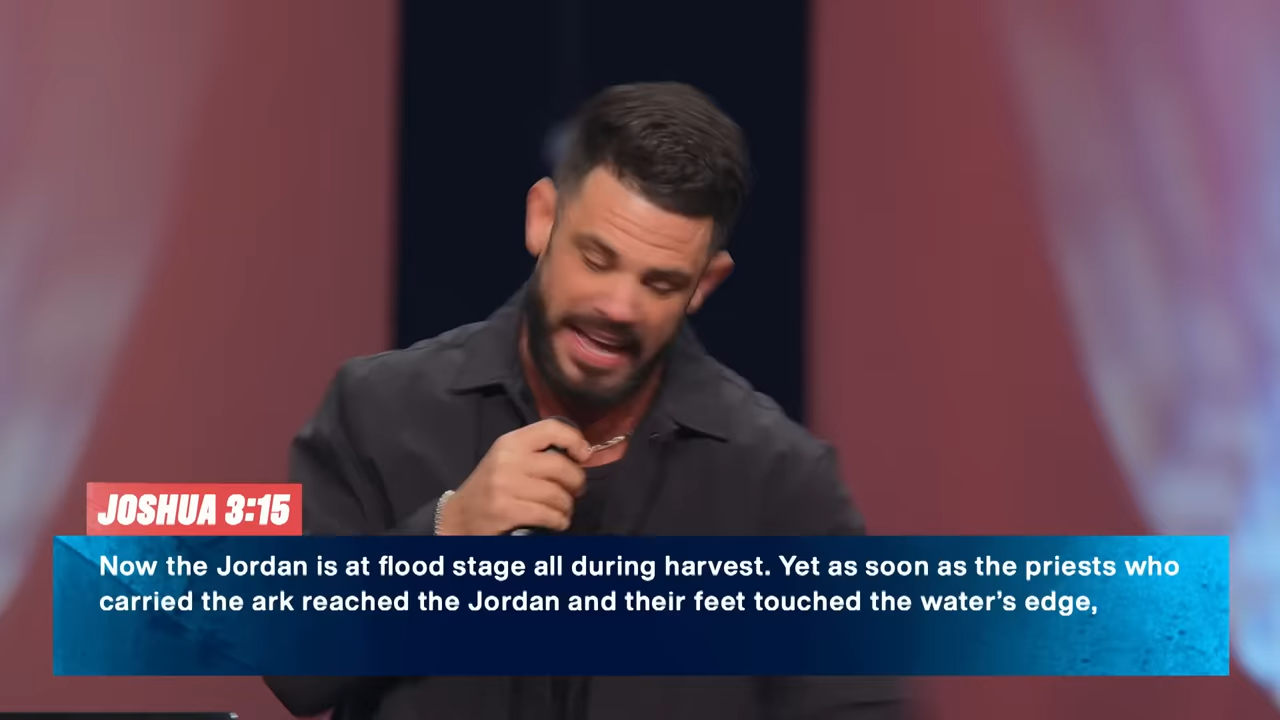 JOSHUA 3:15
Now the Jordan is at flood stage all during harvest. Yet as soon as the priests who
carried the ark reached the Jordan and their feet touched the water’s edge,